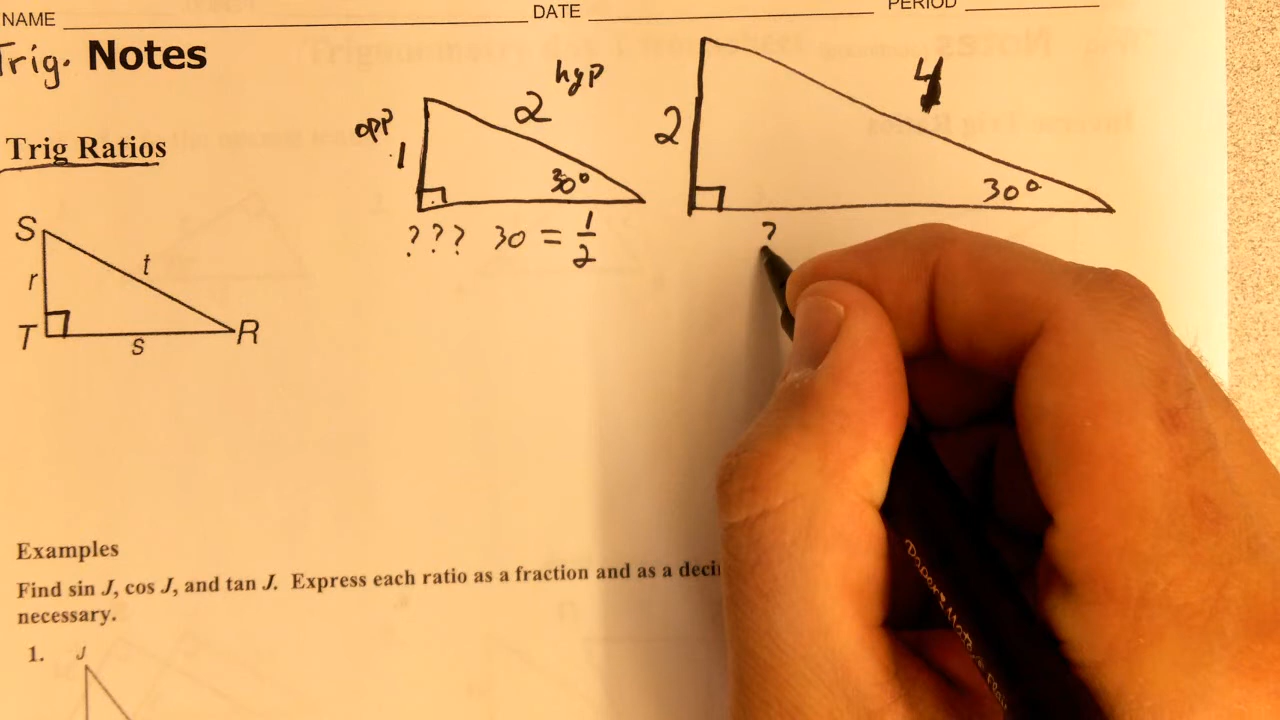 NAME DATE PERIOD
Trig. Notes
Trig Ratios
opp
1
2
hyp
30°
??? 30 = 1/2
2
4
30°
?
S
r
t
T
s
R
Examples
Find sin J, cos J, and tan J. Express each ratio as a fraction and as a deci
necessary.
1. J